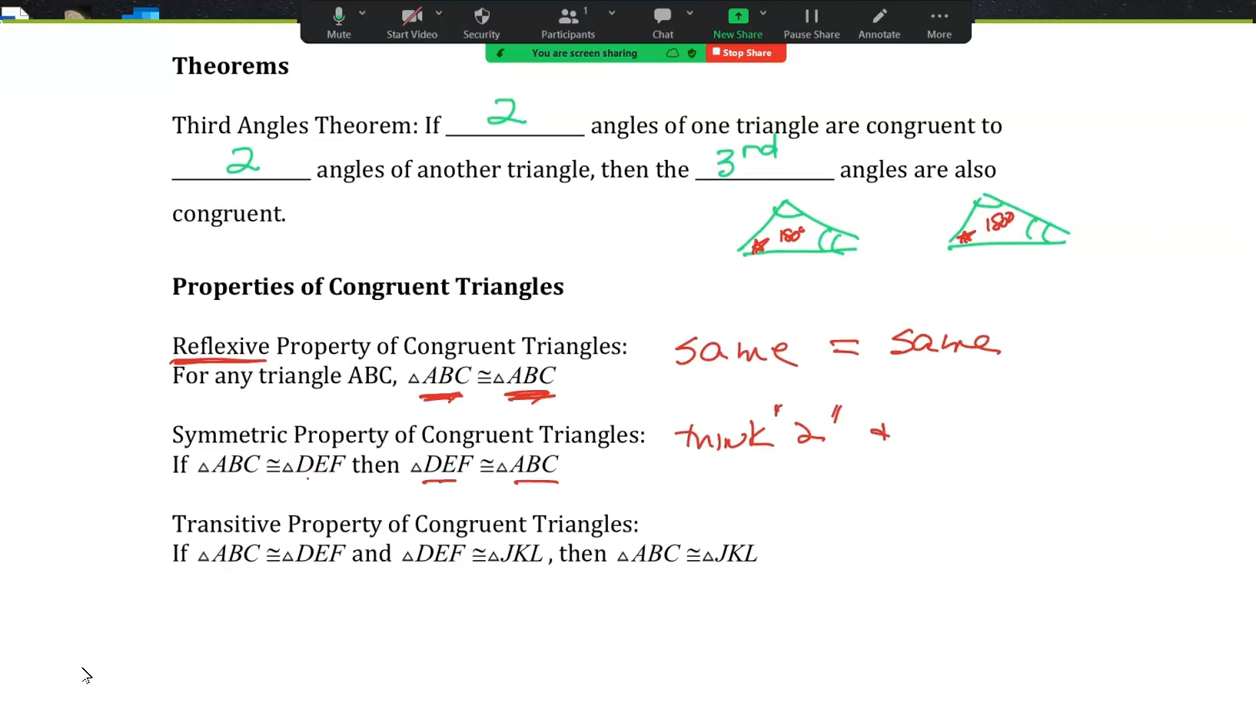 Mute Start Video Security 1 Participants Chat New Share Pause Share Annotate More
You are screen sharing Stop Share
Theorems
Third Angles Theorem: If 2 angles of one triangle are congruent to
2 angles of another triangle, then the 3rd angles are also
congruent.
180° 180°
Properties of Congruent Triangles
Reflexive Property of Congruent Triangles: same = same
For any triangle ABC, △ABC ≅△ABC
Symmetric Property of Congruent Triangles: think "2" +
If △ABC ≅△DEF then △DEF ≅△ABC
Transitive Property of Congruent Triangles:
If △ABC ≅△DEF and △DEF ≅△JKL, then △ABC ≅△JKL